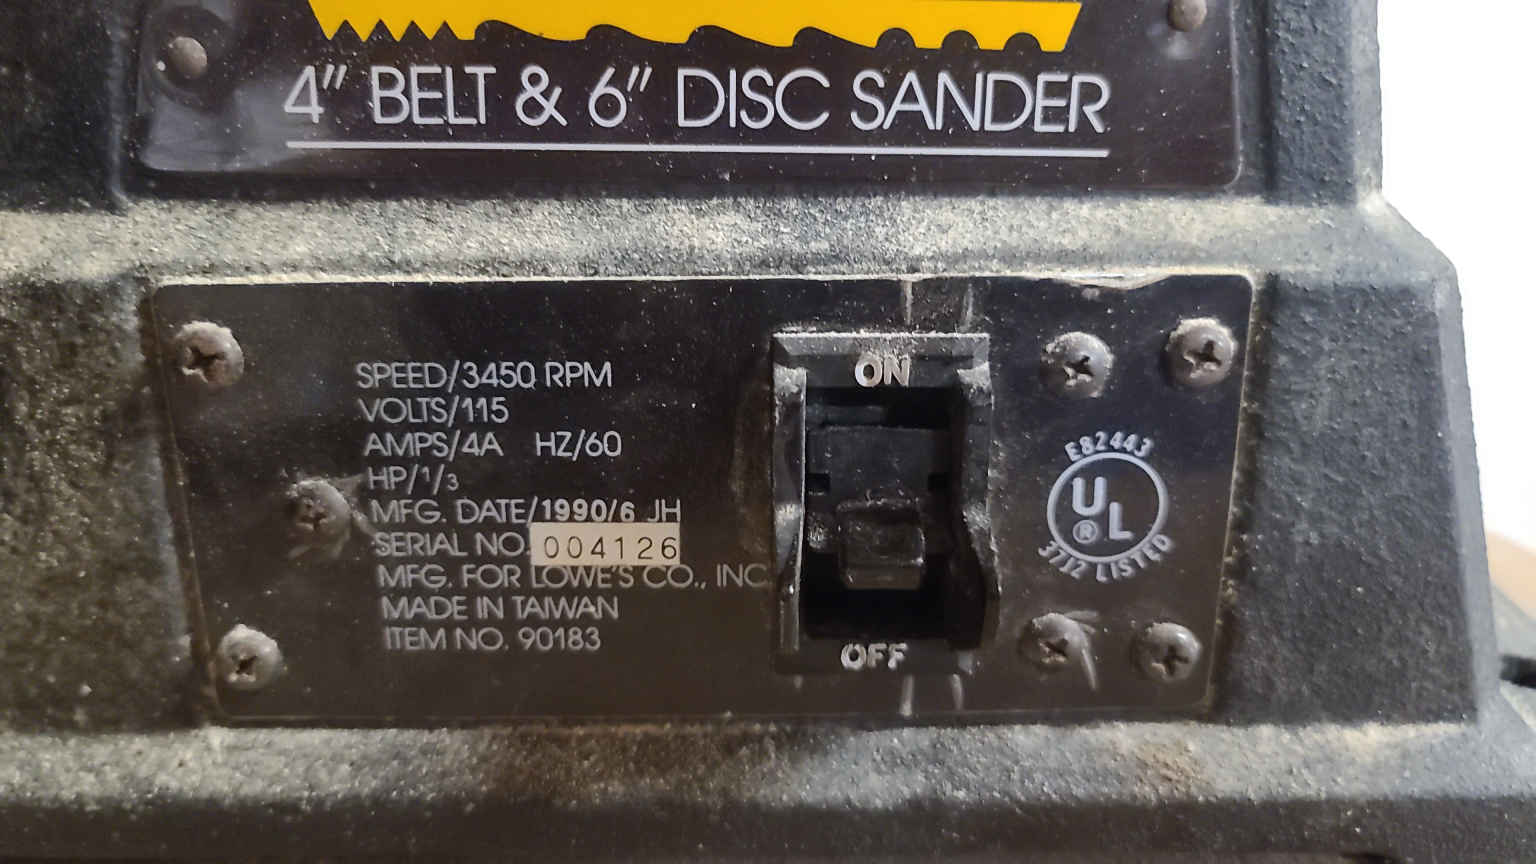 4" BELT & 6" DISC SANDER
SPEED/3450 RPM
VOLTS/115
AMPS/4A HZ/60
HP/1/3
MFG. DATE/1990/6 JH
SERIAL NO. 004126
MFG. FOR LOWE'S CO., INC.
MADE IN TAIWAN
ITEM NO. 90183
ON
OFF
E82443
UL
®
3712 LISTED